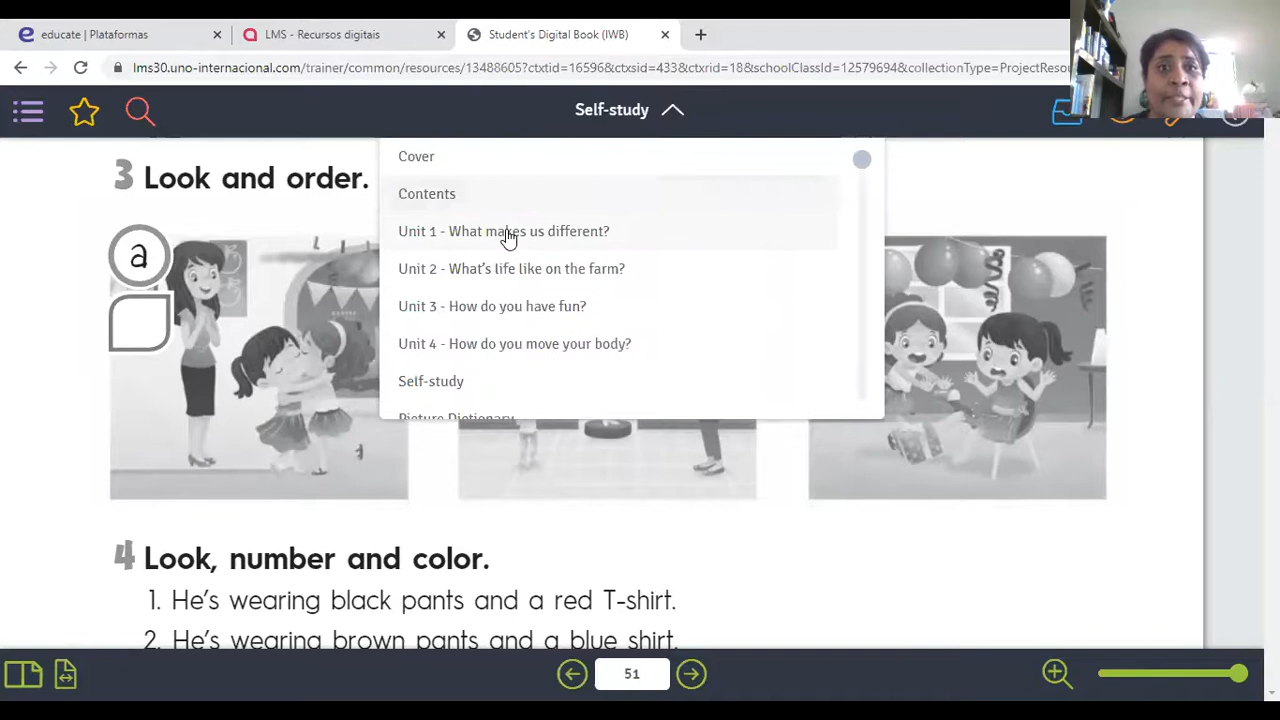 educate | Plataformas
LMS - Recursos digitais
Student's Digital Book (IWB)
lms30.uno-internacional.com/trainer/common/resources/13488605?ctxtid=16596&ctxsid=433&ctxrid=18&schoolClassId=12579694&collectionType=ProjectResou
Self-study
Cover
Contents
Unit 1 - What makes us different?
Unit 2 - What's life like on the farm?
Unit 3 - How do you have fun?
Unit 4 - How do you move your body?
Self-study
Picture Dictionary
3 Look and order.
a
4 Look, number and color.
1. He's wearing black pants and a red T-shirt.
2. He's wearing brown pants and a blue shirt.
51